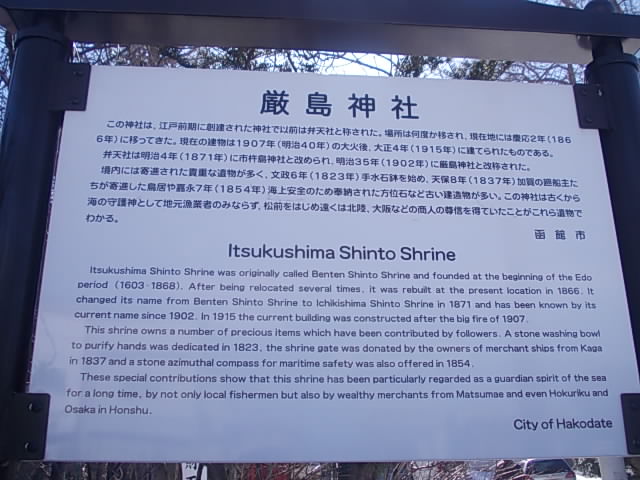 厳島神社
この神社は、江戸前期に創建された神社で以前は弁天社と称された。場所は何度か移され、現在地には慶応2年(186
6年)に移ってきた。現在の建物は1907年(明治40年)の大火後、大正4年(1915年)に建てられたものである。
弁天社は明治4年(1871年)に市杵島神社と改められ、明治35年(1902年)に厳島神社と改称された。
境内には寄進された貴重な遺物が多く、文政6年(1823年)手水石鉢を始め、天保8年(1837年)加賀の廻船主た
ちが寄進した鳥居や嘉永7年(1854年)海上安全のため奉納された方位石など古い建造物が多い。この神社は古くから
海の守護神として地元漁業者のみならず、松前をはじめ遠くは北陸、大阪などの商人の尊信を得ていたことがこれら遺物で
わかる。
函館市
Itsukushima Shinto Shrine
Itsukushima Shinto Shrine was originally called Benten Shinto Shrine and founded at the beginning of the Edo
period (1603-1868). After being relocated several times, it was rebuilt at the present location in 1866. It
changed its name from Benten Shinto Shrine to Ichikishima Shinto Shrine in 1871 and has been known by its
current name since 1902. In 1915 the current building was constructed after the big fire of 1907.
This shrine owns a number of precious items which have been contributed by followers. A stone washing bowl
to purify hands was dedicated in 1823, the shrine gate was donated by the owners of merchant ships from Kaga
in 1837 and a stone azimuthal compass for maritime safety was also offered in 1854.
These special contributions show that this shrine has been particularly regarded as a guardian spirit of the sea
for a long time, by not only local fishermen but also by wealthy merchants from Matsumae and even Hokuriku and
Osaka in Honshu.
City of Hakodate